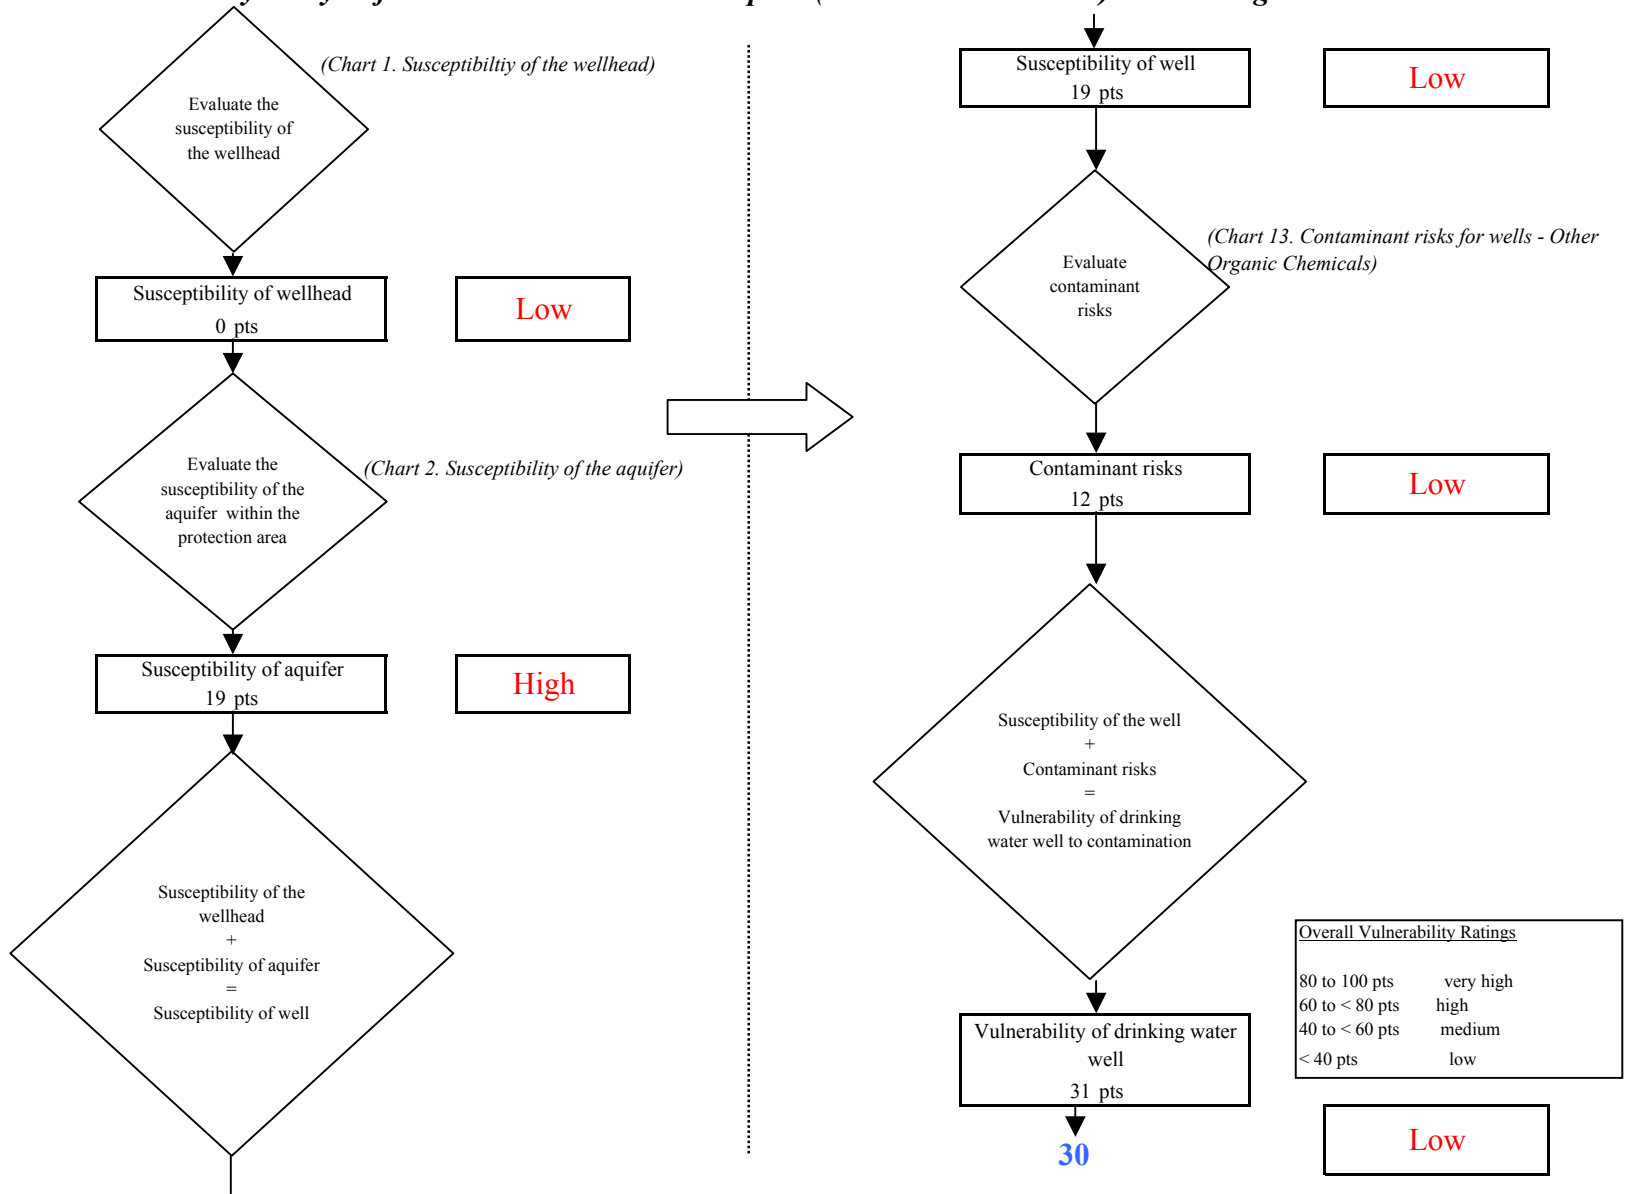 (Chart 1. Susceptibiltiy of the wellhead)
Evaluate the
susceptibility of
the wellhead
Susceptibility of wellhead
0 pts
Low
Evaluate the
susceptibility of the
aquifer within the
protection area
(Chart 2. Susceptibility of the aquifer)
Susceptibility of aquifer
19 pts
High
Susceptibility of the
wellhead
+
Susceptibility of aquifer
=
Susceptibility of well
Susceptibility of well
19 pts
Low
(Chart 13. Contaminant risks for wells - Other
Organic Chemicals)
Evaluate
contaminant
risks
Contaminant risks
12 pts
Low
Susceptibility of the well
+
Contaminant risks
=
Vulnerability of drinking
water well to contamination
Overall Vulnerability Ratings
80 to 100 pts very high
60 to < 80 pts high
40 to < 60 pts medium
< 40 pts low
Vulnerability of drinking water
well
31 pts
30
Low